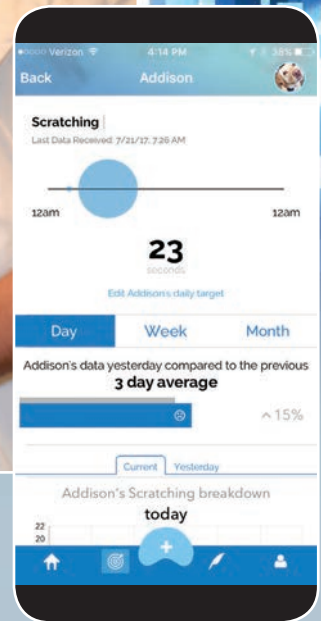 Verizon 4:14 PM 38%
Back Addison
Scratching
Last Data Received: 7/21/17, 7:26 AM
12am 12am
23
seconds
Edit Addison's daily target
Day Week Month
Addison's data yesterday compared to the previous
3 day average
15%
Current Yesterday
Addison's Scratching breakdown
today
22
20